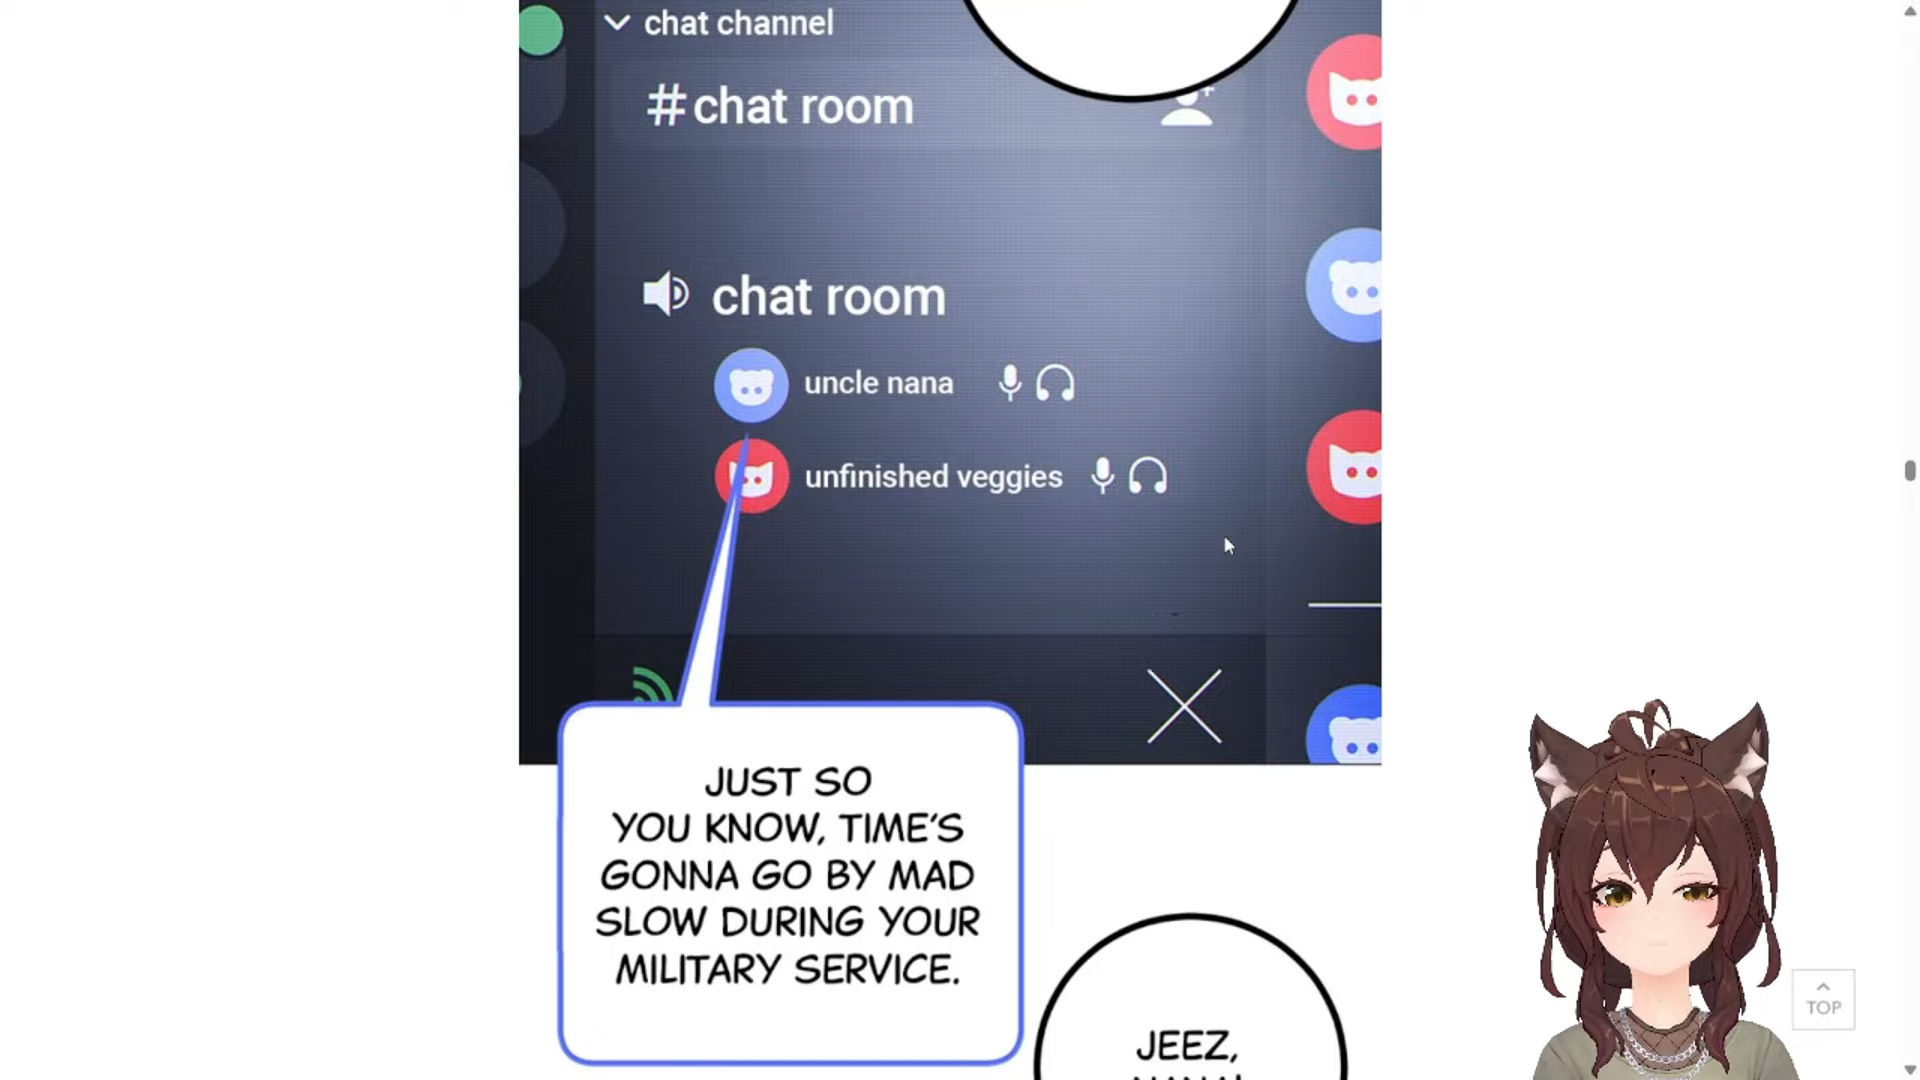 chat channel
#chat room
chat room
uncle nana
unfinished veggies
JUST SO
YOU KNOW, TIME'S
GONNA GO BY MAD
SLOW DURING YOUR
MILITARY SERVICE.
JEEZ,
NANA!
TOP